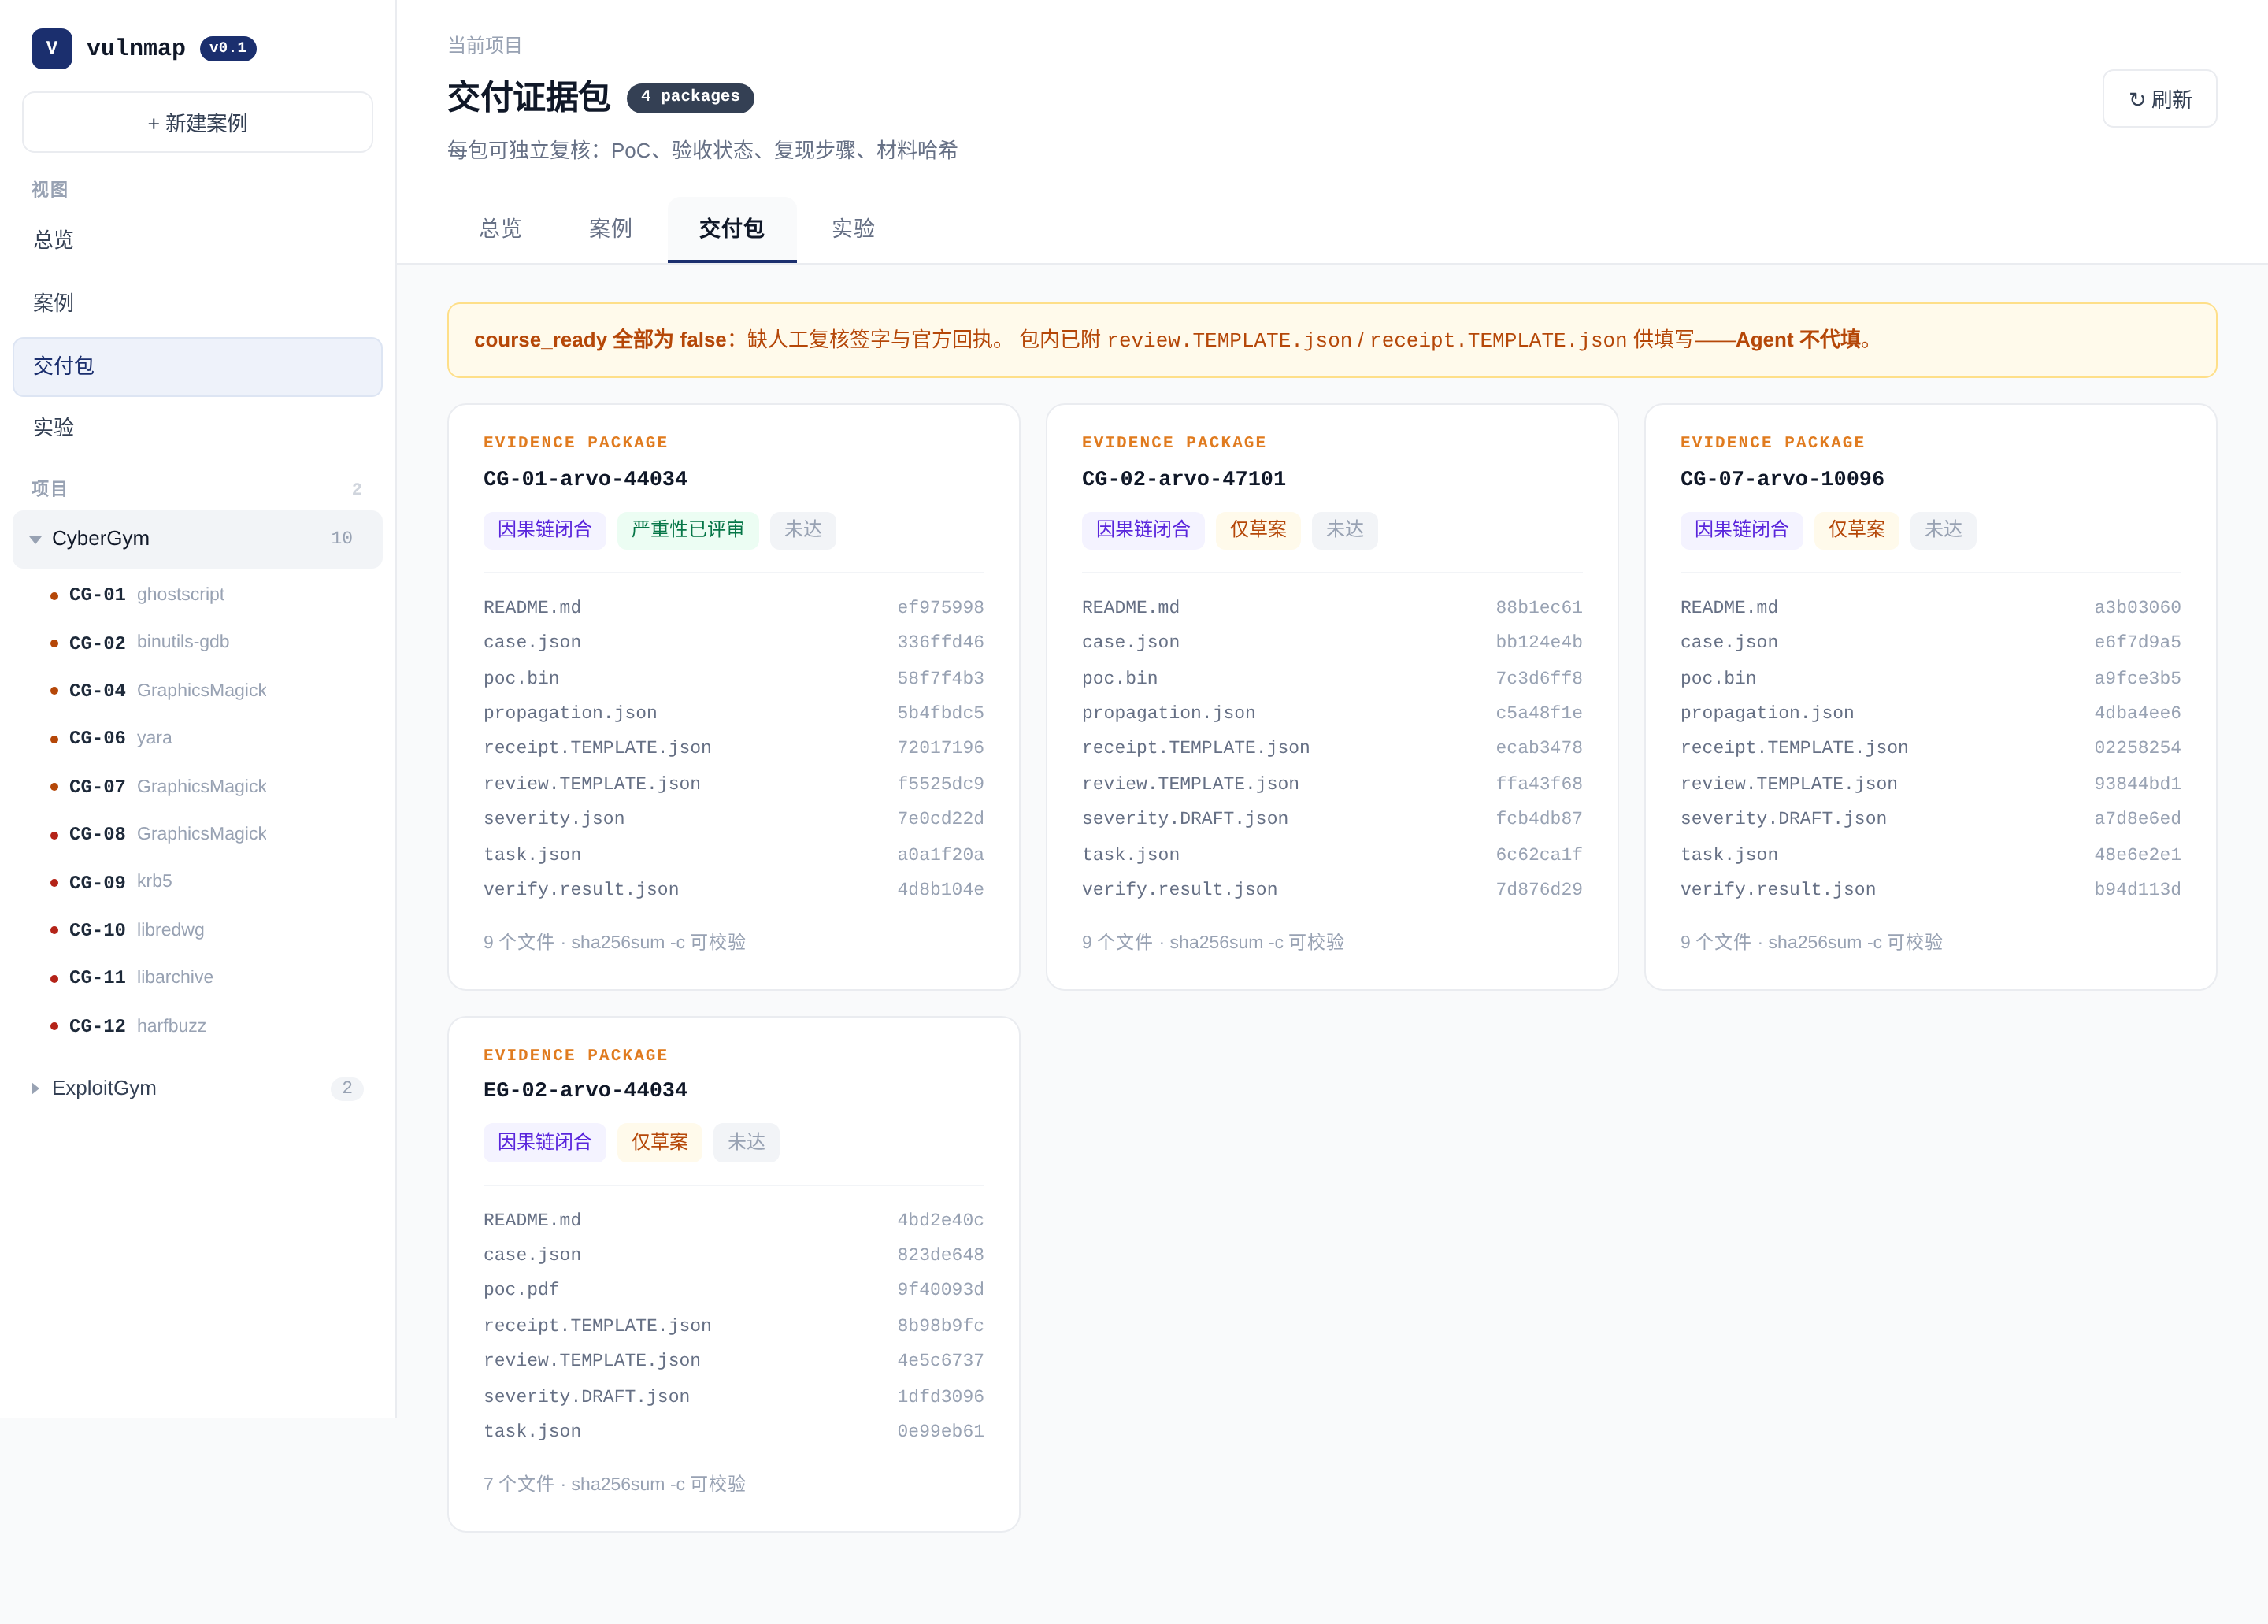 V vulnmap v0.1
+ 新建案例
视图
总览
案例
交付包
实验
项目 2
CyberGym 10
CG-01 ghostscript
CG-02 binutils-gdb
CG-04 GraphicsMagick
CG-06 yara
CG-07 GraphicsMagick
CG-08 GraphicsMagick
CG-09 krb5
CG-10 libredwg
CG-11 libarchive
CG-12 harfbuzz
ExploitGym 2
当前项目
交付证据包 4 packages
↻ 刷新
每包可独立复核：PoC、验收状态、复现步骤、材料哈希
总览 案例 交付包 实验
course_ready 全部为 false：缺人工复核签字与官方回执。 包内已附 review.TEMPLATE.json / receipt.TEMPLATE.json 供填写——Agent 不代填。
EVIDENCE PACKAGE
CG-01-arvo-44034
因果链闭合 严重性已评审 未达
README.md ef975998
case.json 336ffd46
poc.bin 58f7f4b3
propagation.json 5b4fbdc5
receipt.TEMPLATE.json 72017196
review.TEMPLATE.json f5525dc9
severity.json 7e0cd22d
task.json a0a1f20a
verify.result.json 4d8b104e
9 个文件 · sha256sum -c 可校验
EVIDENCE PACKAGE
CG-02-arvo-47101
因果链闭合 仅草案 未达
README.md 88b1ec61
case.json bb124e4b
poc.bin 7c3d6ff8
propagation.json c5a48f1e
receipt.TEMPLATE.json ecab3478
review.TEMPLATE.json ffa43f68
severity.DRAFT.json fcb4db87
task.json 6c62ca1f
verify.result.json 7d876d29
9 个文件 · sha256sum -c 可校验
EVIDENCE PACKAGE
CG-07-arvo-10096
因果链闭合 仅草案 未达
README.md a3b03060
case.json e6f7d9a5
poc.bin a9fce3b5
propagation.json 4dba4ee6
receipt.TEMPLATE.json 02258254
review.TEMPLATE.json 93844bd1
severity.DRAFT.json a7d8e6ed
task.json 48e6e2e1
verify.result.json b94d113d
9 个文件 · sha256sum -c 可校验
EVIDENCE PACKAGE
EG-02-arvo-44034
因果链闭合 仅草案 未达
README.md 4bd2e40c
case.json 823de648
poc.pdf 9f40093d
receipt.TEMPLATE.json 8b98b9fc
review.TEMPLATE.json 4e5c6737
severity.DRAFT.json 1dfd3096
task.json 0e99eb61
7 个文件 · sha256sum -c 可校验